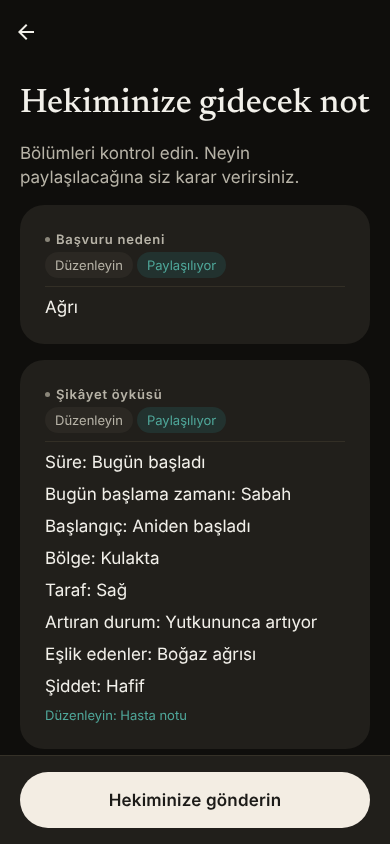 Hekiminize gidecek not
Bölümleri kontrol edin. Neyin
paylaşılacağına siz karar verirsiniz.
• Başvuru nedeni
Düzenleyin Paylaşılıyor
Ağrı
• Şikâyet öyküsü
Düzenleyin Paylaşılıyor
Süre: Bugün başladı
Bugün başlama zamanı: Sabah
Başlangıç: Aniden başladı
Bölge: Kulakta
Taraf: Sağ
Artıran durum: Yutkununca artıyor
Eşlik edenler: Boğaz ağrısı
Şiddet: Hafif
Düzenleyin: Hasta notu
Hekiminize gönderin